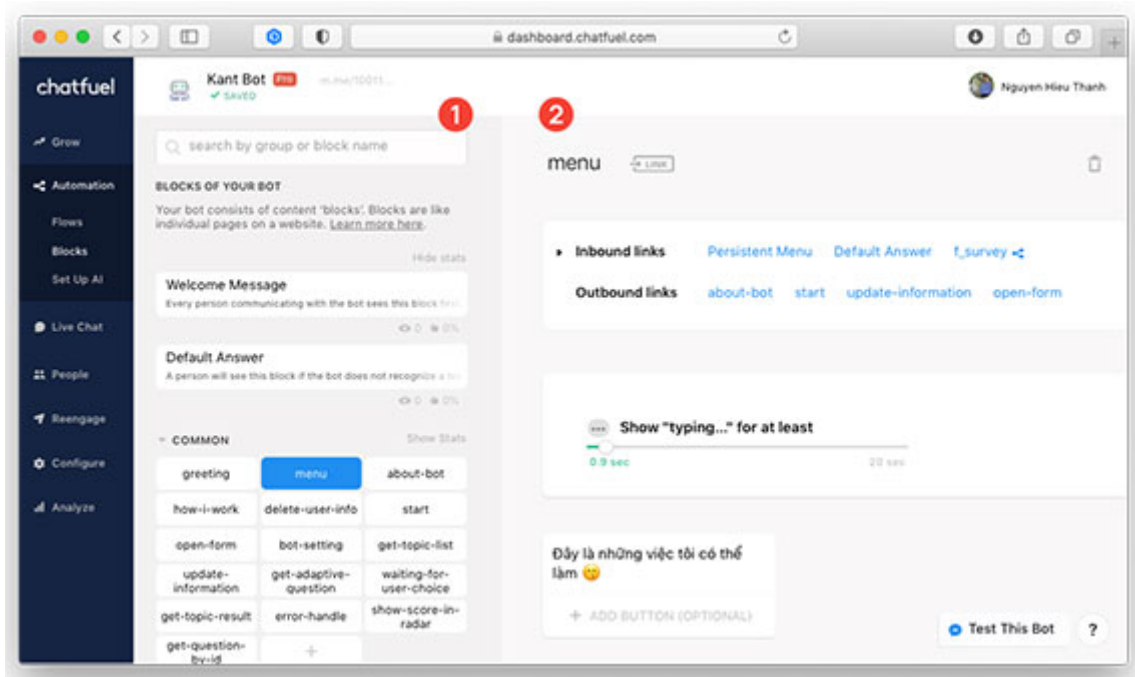 dashboard.chatfuel.com
chatfuel
Kant Bot Pro
SAVED
Nguyen Hieu Thanh
1
2
Grow
Automation
Flows
Blocks
Set Up AI
Live Chat
People
Reengage
Configure
Analyze
search by group or block name
BLOCKS OF YOUR BOT
Your bot consists of content 'blocks'. Blocks are like
individual pages on a website. Learn more here.
Hide stats
Welcome Message
Every person communicating with the bot sees this block first
0 0%
Default Answer
A person will see this block if the bot does not recognize a
0 0%
COMMON Show Stats
greeting menu about-bot
how-i-work delete-user-info start
open-form bot-setting get-topic-list
update-information get-adaptive-question waiting-for-user-choice
get-topic-result error-handle show-score-in-radar
get-question-by-id +
menu LINK
Inbound links Persistent Menu Default Answer f_survey
Outbound links about-bot start update-information open-form
Show "typing..." for at least
0.9 sec 20 sec
Đây là những việc tôi có thể
làm 😋
+ ADD BUTTON (OPTIONAL)
Test This Bot ?